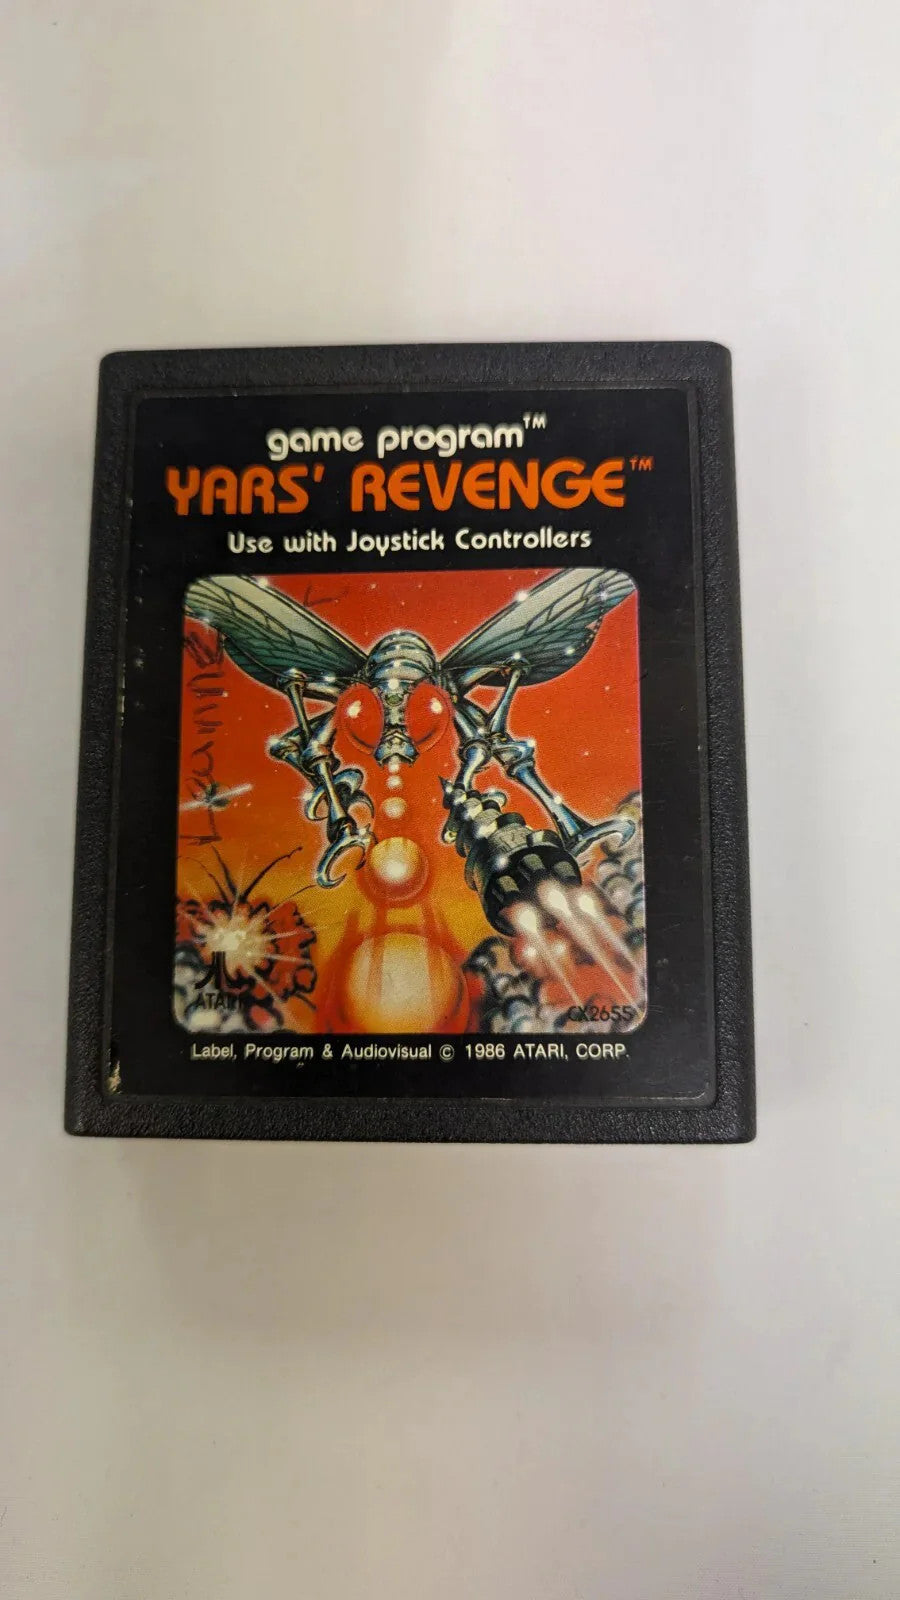 game program™
YARS' REVENGE™
Use with Joystick Controllers
ATARI
CX2655
Label, Program & Audiovisual © 1986 ATARI, CORP.